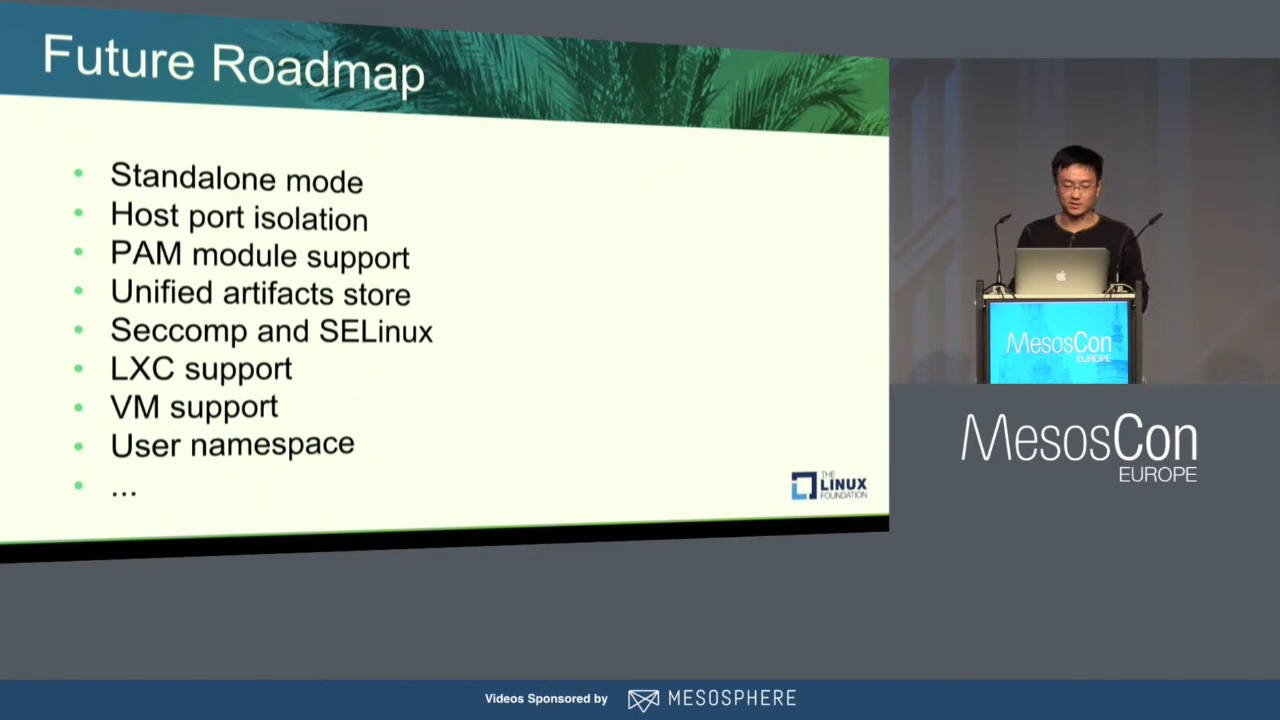 Future Roadmap
• Standalone mode
• Host port isolation
• PAM module support
• Unified artifacts store
• Seccomp and SELinux
• LXC support
• VM support
• User namespace
• ...
THE
LINUX
FOUNDATION
MesosCon
EUROPE
MesosCon
EUROPE
Videos Sponsored by MESOSPHERE